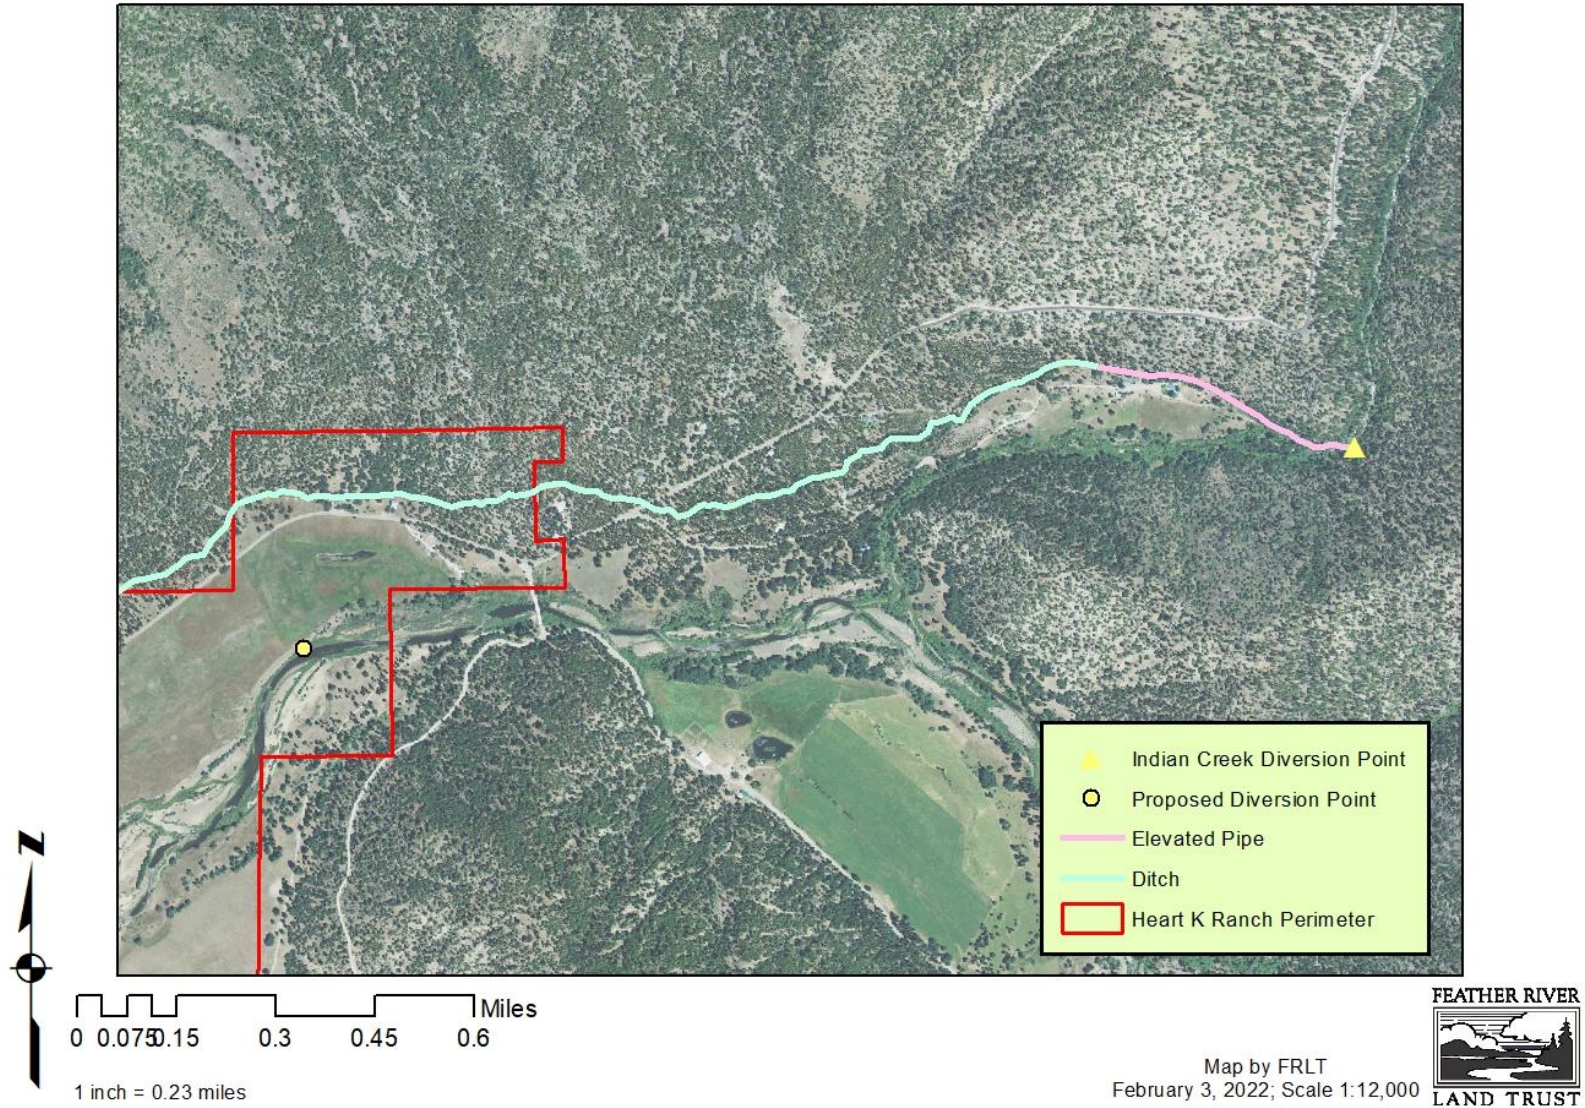 Indian Creek Diversion Point
Proposed Diversion Point
Elevated Pipe
Ditch
Heart K Ranch Perimeter
N
Miles
0 0.075 0.15 0.3 0.45 0.6
1 inch = 0.23 miles
Map by FRLT
February 3, 2022; Scale 1:12,000
FEATHER RIVER
LAND TRUST